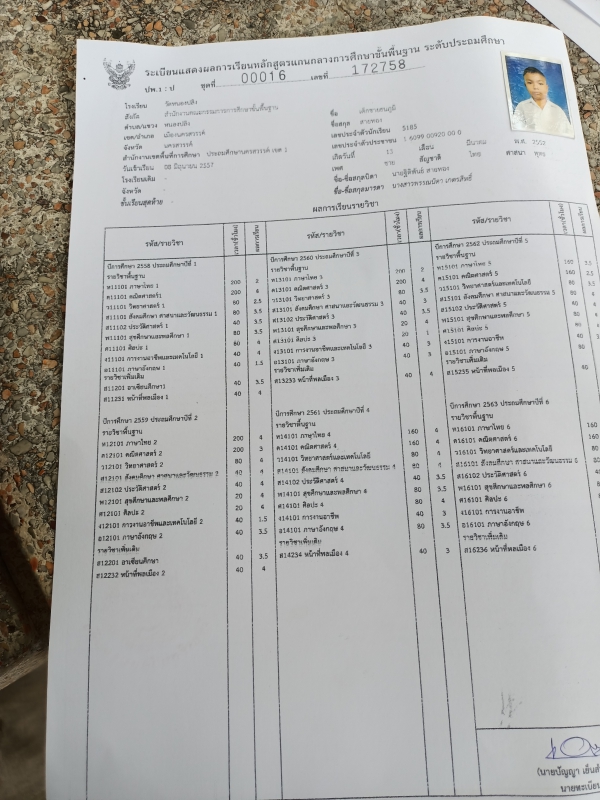 ระเบียนแสดงผลการเรียนหลักสูตรแกนกลางการศึกษาขั้นพื้นฐาน ระดับประถมศึกษา
ปพ.1 : ป ชุดที่ 00016 เลขที่ 172758
โรงเรียน วัดหนองปลิง
สังกัด สำนักงานคณะกรรมการการศึกษาขั้นพื้นฐาน
ตำบล/แขวง หนองปลิง
เขต/อำเภอ เมืองนครสวรรค์
จังหวัด นครสวรรค์
สำนักงานเขตพื้นที่การศึกษา ประถมศึกษานครสวรรค์ เขต 1
วันเข้าเรียน 08 มิถุนายน 2557
โรงเรียนเดิม -
จังหวัด -
ชั้นเรียนสุดท้าย -
ชื่อ
ชื่อสกุล สายทอง
เลขประจำตัวนักเรียน 5185
เลขประจำตัวประชาชน
เกิดวันที่ 13 เดือน มีนาคม พ.ศ.
เพศ ชาย สัญชาติ ไทย ศาสนา พุทธ
ชื่อ-ชื่อสกุลบิดา
ชื่อ-ชื่อสกุลมารดา
ผลการเรียนรายวิชา
รหัส/รายวิชา เวลา(ชั่วโมง) ผลการเรียน
ปีการศึกษา 2558 ประถมศึกษาปีที่ 1
รายวิชาพื้นฐาน
ท11101 ภาษาไทย 1 200 2
ค11101 คณิตศาสตร์1 200 4
ว11101 วิทยาศาสตร์ 1 80 2.5
ส11101 สังคมศึกษา ศาสนาและวัฒนธรรม 1 80 3.5
ส11102 ประวัติศาสตร์ 1 40 3.5
พ11101 สุขศึกษาและพลศึกษา 1 80 4
ศ11101 ศิลปะ 1 40 4
ง11101 การงานอาชีพและเทคโนโลยี 1 40 1.5
อ11101 ภาษาอังกฤษ 1
รายวิชาเพิ่มเติม
ส11201 อาเซียนศึกษา1 40 3.5
ส11231 หน้าที่พลเมือง 1 40 4
ปีการศึกษา 2559 ประถมศึกษาปีที่ 2
รายวิชาพื้นฐาน
ท12101 ภาษาไทย 2 200 4
ค12101 คณิตศาสตร์ 2 200 3
ว12101 วิทยาศาสตร์ 2 80 4
ส12101 สังคมศึกษา ศาสนาและวัฒนธรรม 2 40 4
ส12102 ประวัติศาสตร์ 2 40 4
พ12101 สุขศึกษาและพลศึกษา 2 20 4
ศ12101 ศิลปะ 2 20 4
ง12101 การงานอาชีพและเทคโนโลยี 2 40 1.5
อ12101 ภาษาอังกฤษ 2 40 3.5
รายวิชาเพิ่มเติม
ส12201 อาเซียนศึกษา 40 3.5
ส12232 หน้าที่พลเมือง 2 40 4
รหัส/รายวิชา เวลา(ชั่วโมง) ผลการเรียน
ปีการศึกษา 2560 ประถมศึกษาปีที่ 3
รายวิชาพื้นฐาน
ท13101 ภาษาไทย 3 200 2
ค13101 คณิตศาสตร์ 3 200 4
ว13101 วิทยาศาสตร์ 3 80 4
ส13101 สังคมศึกษา ศาสนาและวัฒนธรรม 3 40 3
ส13102 ประวัติศาสตร์ 3 40 3.5
พ13101 สุขศึกษาและพลศึกษา 3 20 4
ศ13101 ศิลปะ 3 20 1
ง13101 การงานอาชีพและเทคโนโลยี 3 40 3
อ13101 ภาษาอังกฤษ 3 40 3
รายวิชาเพิ่มเติม
ส13233 หน้าที่พลเมือง 3 40 4
ปีการศึกษา 2561 ประถมศึกษาปีที่ 4
รายวิชาพื้นฐาน
ท14101 ภาษาไทย 4 160 4
ค14101 คณิตศาสตร์ 4 160 4
ว14101 วิทยาศาสตร์และเทคโนโลยี 80 4
ส14101 สังคมศึกษา ศาสนาและวัฒนธรรม 4 80 4
ส14102 ประวัติศาสตร์ 4 40 3.5
พ14101 สุขศึกษาและพลศึกษา 4 80 3.5
ศ14101 ศิลปะ 4 80 4
ง14101 การงานอาชีพ 40 3
อ14101 ภาษาอังกฤษ 4 80 3.5
รายวิชาเพิ่มเติม
ส14234 หน้าที่พลเมือง 4 40 3
รหัส/รายวิชา เวลา(ชั่วโมง) ผลการเรียน
ปีการศึกษา 2562 ประถมศึกษาปีที่ 5
รายวิชาพื้นฐาน
ท15101 ภาษาไทย 5 160 3.5
ค15101 คณิตศาสตร์ 5 160 2.5
ว15101 วิทยาศาสตร์และเทคโนโลยี 80
ส15101 สังคมศึกษา ศาสนาและวัฒนธรรม 5 80
ส15102 ประวัติศาสตร์ 5 40
พ15101 สุขศึกษาและพลศึกษา 5 80
ศ15101 ศิลปะ 5 80
ง15101 การงานอาชีพ 40
อ15101 ภาษาอังกฤษ 5
รายวิชาเพิ่มเติม
ส15235 หน้าที่พลเมือง 5 40
ปีการศึกษา 2563 ประถมศึกษาปีที่ 6
รายวิชาพื้นฐาน
ท16101 ภาษาไทย 6 160
ค16101 คณิตศาสตร์ 6 160
ว16101 วิทยาศาสตร์และเทคโนโลยี 80
ส16101 สังคมศึกษา ศาสนาและวัฒนธรรม 6 80
ส16102 ประวัติศาสตร์ 6 40
พ16101 สุขศึกษาและพลศึกษา 6
ศ16101 ศิลปะ 6
ง16101 การงานอาชีพ
อ16101 ภาษาอังกฤษ 6
รายวิชาเพิ่มเติม
ส16236 หน้าที่พลเมือง 6
(นายปัญญา
นายทะเบียน